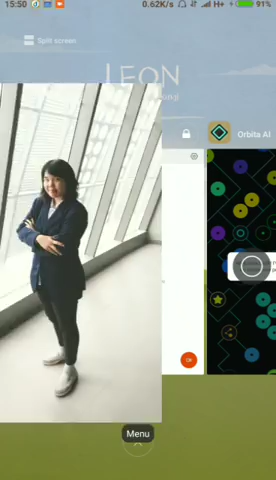 15:50
0.62K/s
H+
91%
Split screen
LEON
Orbita AI
Menu